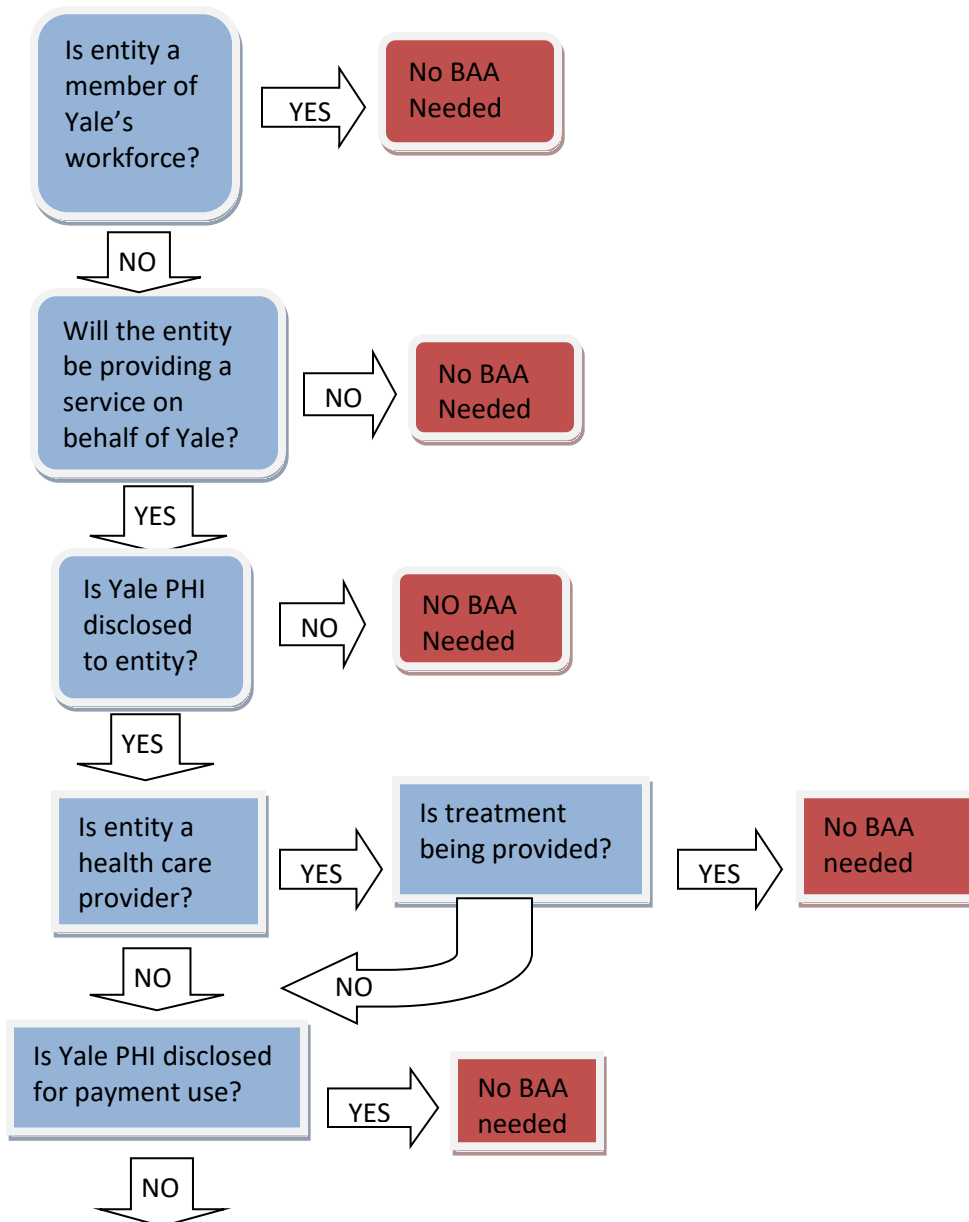 Is entity a
member of
Yale’s
workforce?
YES
No BAA
Needed
NO
Will the entity
be providing a
service on
behalf of Yale?
NO
No BAA
Needed
YES
Is Yale PHI
disclosed
to entity?
NO
NO BAA
Needed
YES
Is entity a
health care
provider?
YES
Is treatment
being provided?
YES
No BAA
needed
NO
NO
Is Yale PHI disclosed
for payment use?
YES
No BAA
needed
NO